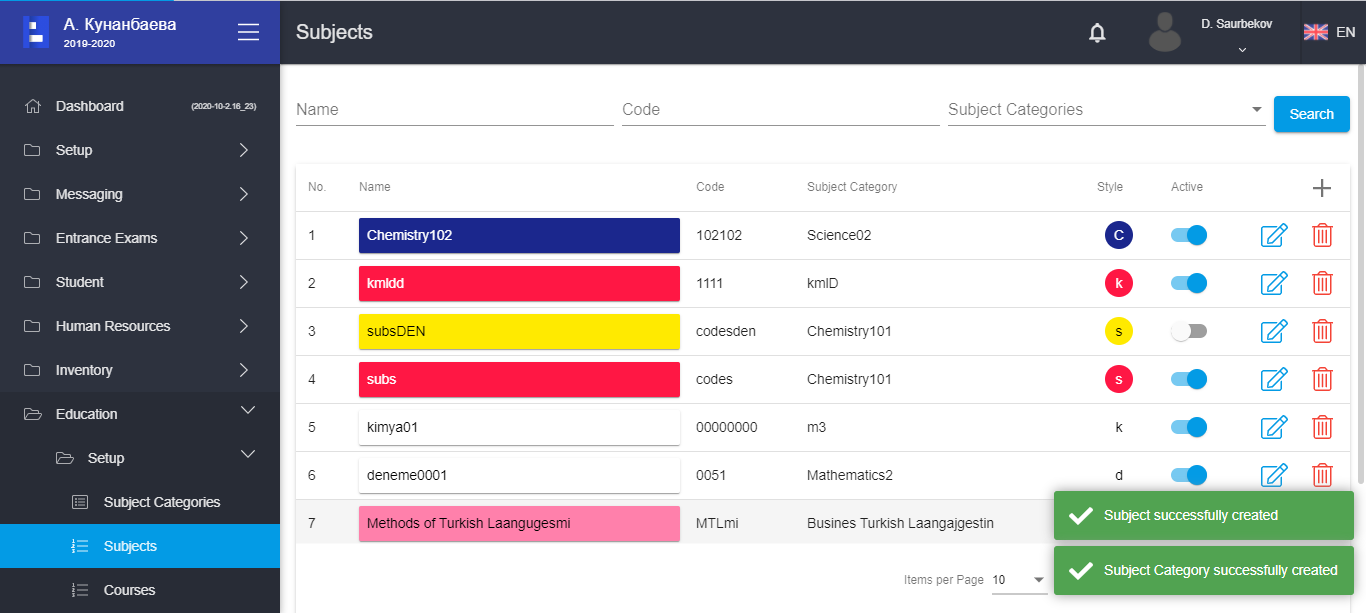 А. Кунанбаева
2019-2020
Subjects
D. Saurbekov
EN
Dashboard
(2020-10-2.16_23)
Setup
Messaging
Entrance Exams
Student
Human Resources
Inventory
Education
Setup
Subject Categories
Subjects
Courses
Name
Code
Subject Categories
Search
No. Name Code Subject Category Style Active
1 Chemistry102 102102 Science02 C
2 kmldd 1111 kmlD k
3 subsDEN codesden Chemistry101 s
4 subs codes Chemistry101 s
5 kimya01 00000000 m3 k
6 deneme0001 0051 Mathematics2 d
7 Methods of Turkish Laangugesmi MTLmi Busines Turkish Laangajgestin
Subject successfully created
Subject Category successfully created
Items per Page 10